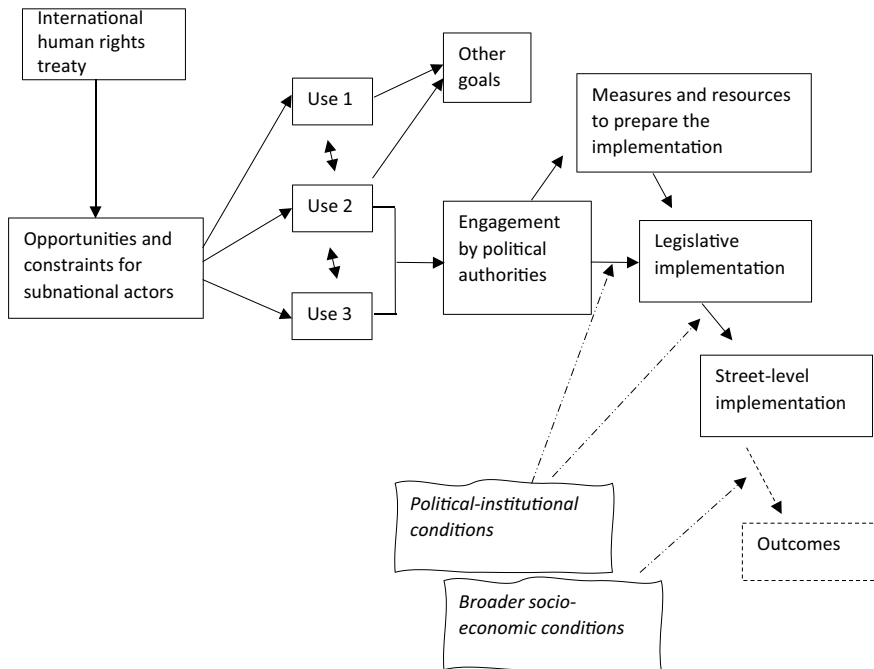 International
human rights
treaty
Opportunities and
constraints for
subnational actors
Use 1
Use 2
Use 3
Other
goals
Engagement
by political
authorities
Measures and resources
to prepare the
implementation
Legislative
implementation
Street-level
implementation
Outcomes
Political-institutional
conditions
Broader socio-
economic conditions